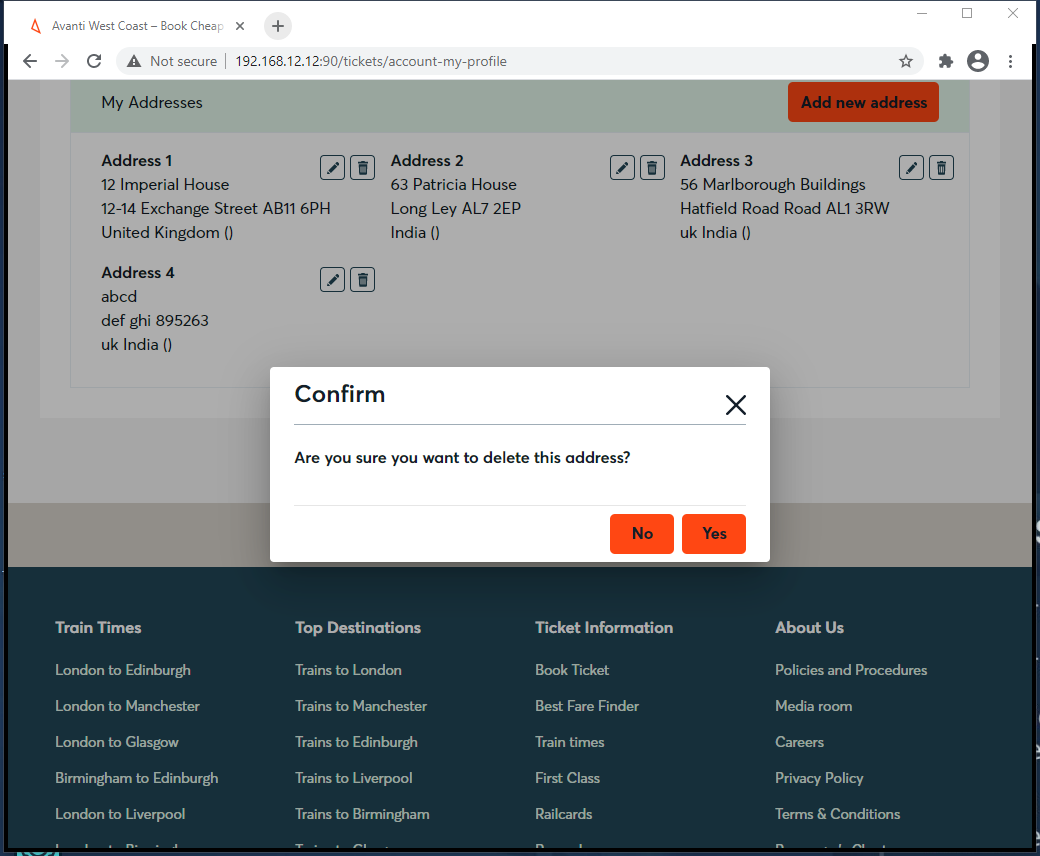 Avanti West Coast – Book Cheap
Not secure | 192.168.12.12:90/tickets/account-my-profile
My Addresses
Add new address
Address 1
12 Imperial House
12-14 Exchange Street AB11 6PH
United Kingdom ()
Address 2
63 Patricia House
Long Ley AL7 2EP
India ()
Address 3
56 Marlborough Buildings
Hatfield Road Road AL1 3RW
uk India ()
Address 4
abcd
def ghi 895263
uk India ()
Confirm
Are you sure you want to delete this address?
No
Yes
Train Times
London to Edinburgh
London to Manchester
London to Glasgow
Birmingham to Edinburgh
London to Liverpool
Top Destinations
Trains to London
Trains to Manchester
Trains to Edinburgh
Trains to Liverpool
Trains to Birmingham
Ticket Information
Book Ticket
Best Fare Finder
Train times
First Class
Railcards
About Us
Policies and Procedures
Media room
Careers
Privacy Policy
Terms & Conditions